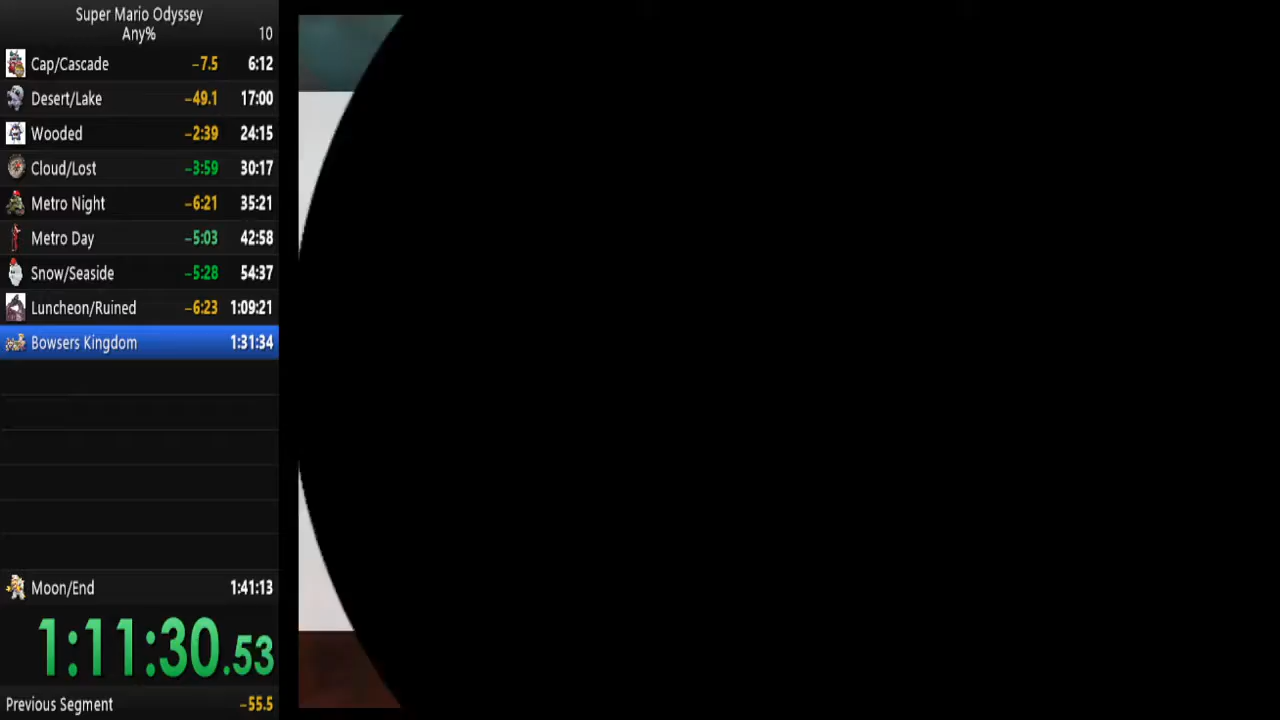 Super Mario Odyssey
Any% 10
Cap/Cascade -7.5 6:12
Desert/Lake -49.1 17:00
Wooded -2:39 24:15
Cloud/Lost -3:59 30:17
Metro Night -6:21 35:21
Metro Day -5:03 42:58
Snow/Seaside -5:28 54:37
Luncheon/Ruined -6:23 1:09:21
Bowsers Kingdom 1:31:34
Moon/End 1:41:13
1:11:30.53
Previous Segment -55.5